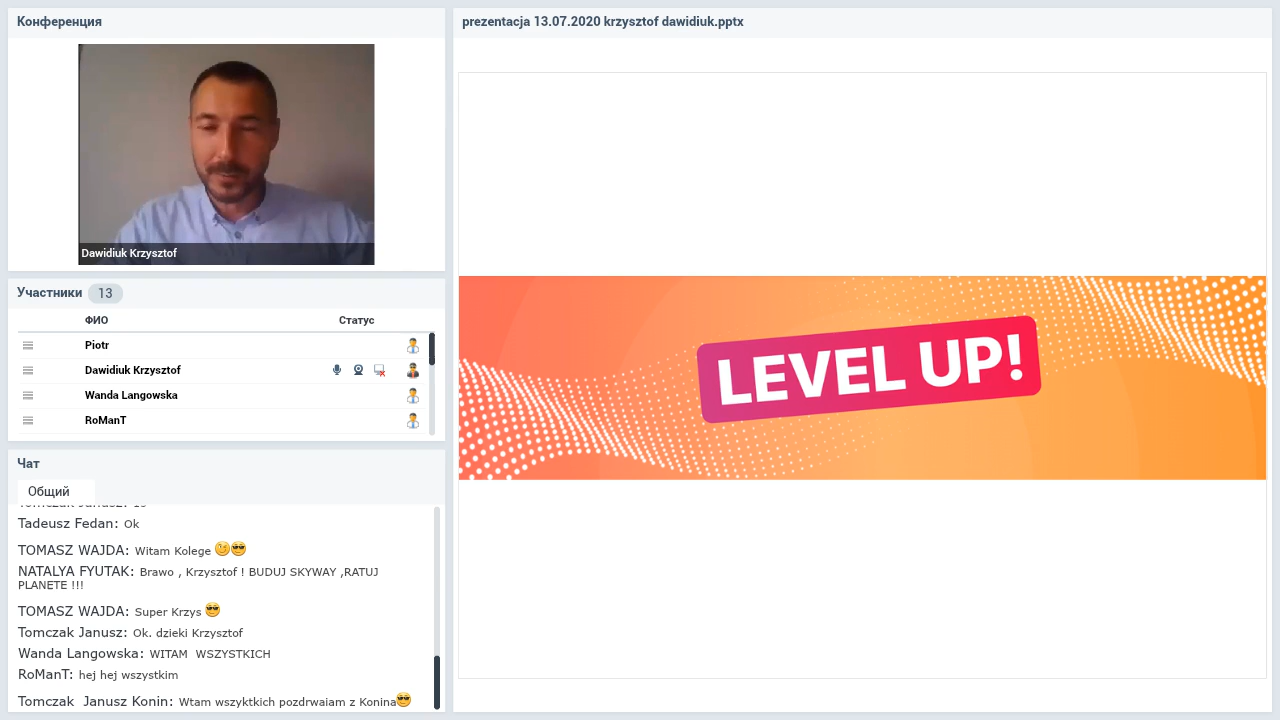 Конференция
Dawidiuk Krzysztof
Участники 13
ФИО Статус
Piotr
Dawidiuk Krzysztof
Wanda Langowska
RoManT
Чат
Общий
Tadeusz Fedan: Ok
TOMASZ WAJDA: Witam Kolege
NATALYA FYUTAK: Brawo , Krzysztof ! BUDUJ SKYWAY ,RATUJ
PLANETE !!!
TOMASZ WAJDA: Super Krzys
Tomczak Janusz: Ok. dzieki Krzysztof
Wanda Langowska: WITAM WSZYSTKICH
RoManT: hej hej wszystkim
Tomczak Janusz Konin: Wtam wszyktkich pozdrwaiam z Konina
prezentacja 13.07.2020 krzysztof dawidiuk.pptx
LEVEL UP!